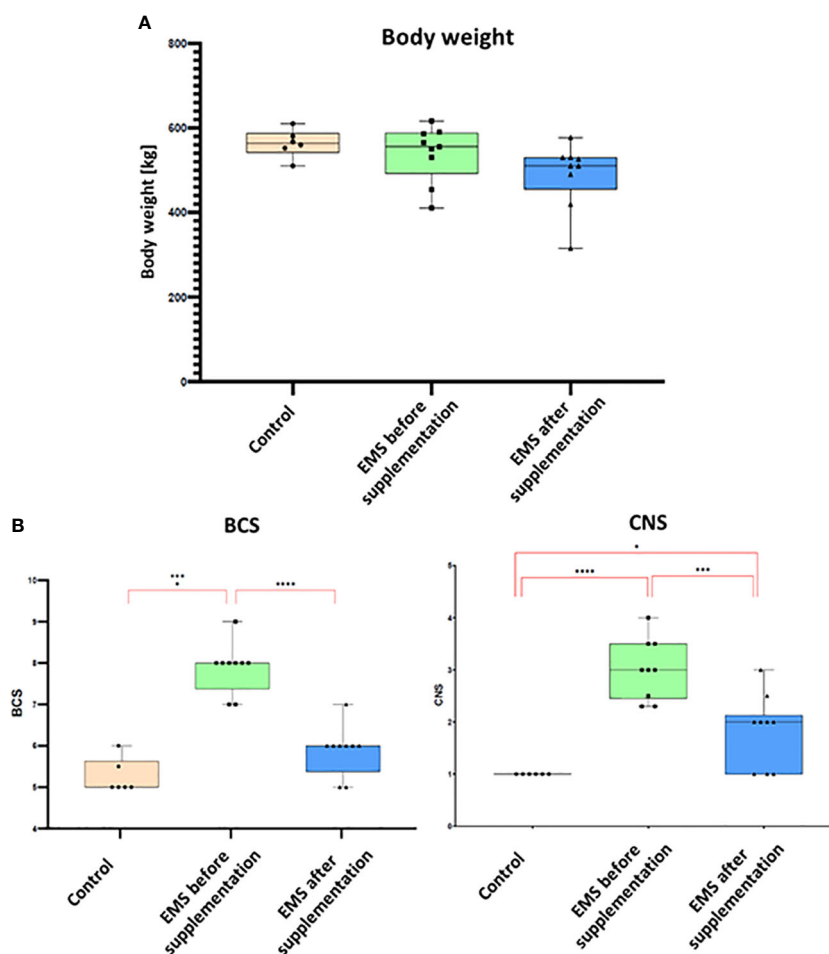 A
Body weight
800
600
400
200
0
Body weight [kg]
Control
EMS before
supplementation
EMS after
supplementation
B
BCS
10
9
8
7
6
5
4
BCS
***
*
****
Control
EMS before
supplementation
EMS after
supplementation
CNS
5
4
3
2
1
0
CNS
*
****
***
Control
EMS before
supplementation
EMS after
supplementation